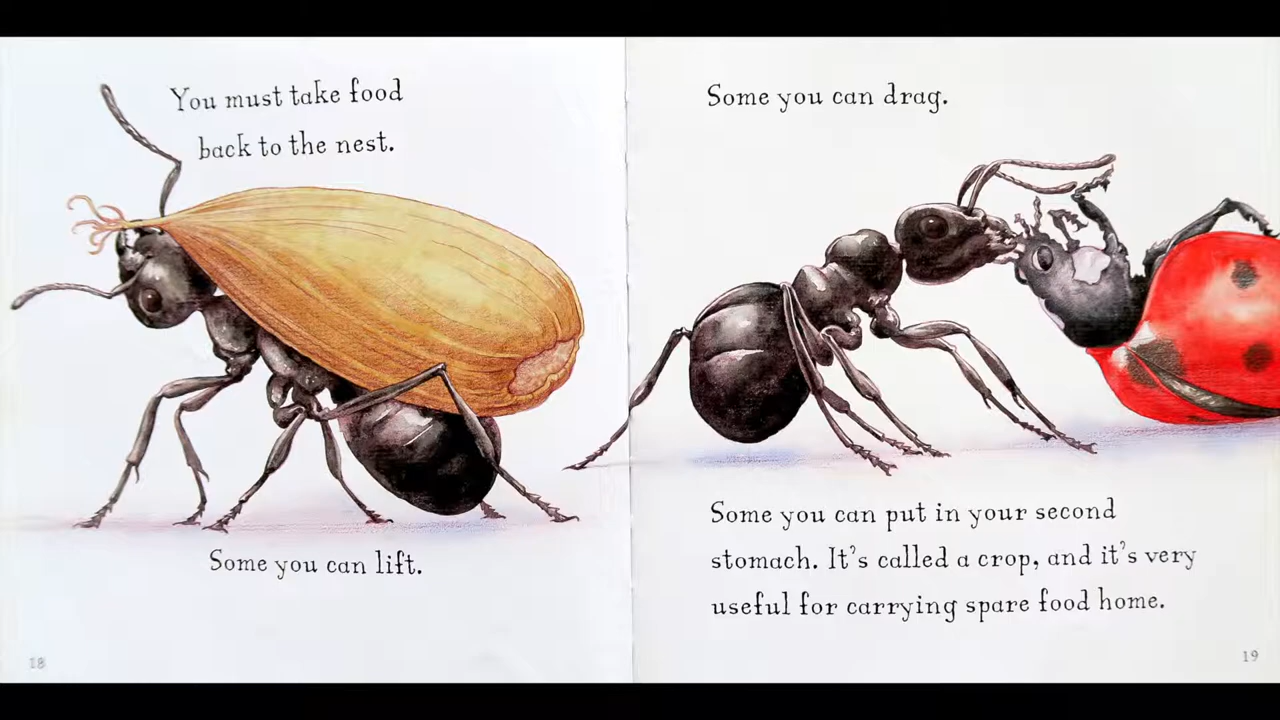 You must take food
back to the nest.
Some you can lift.
18
Some you can drag.
Some you can put in your second
stomach. It's called a crop, and it's very
useful for carrying spare food home.
19